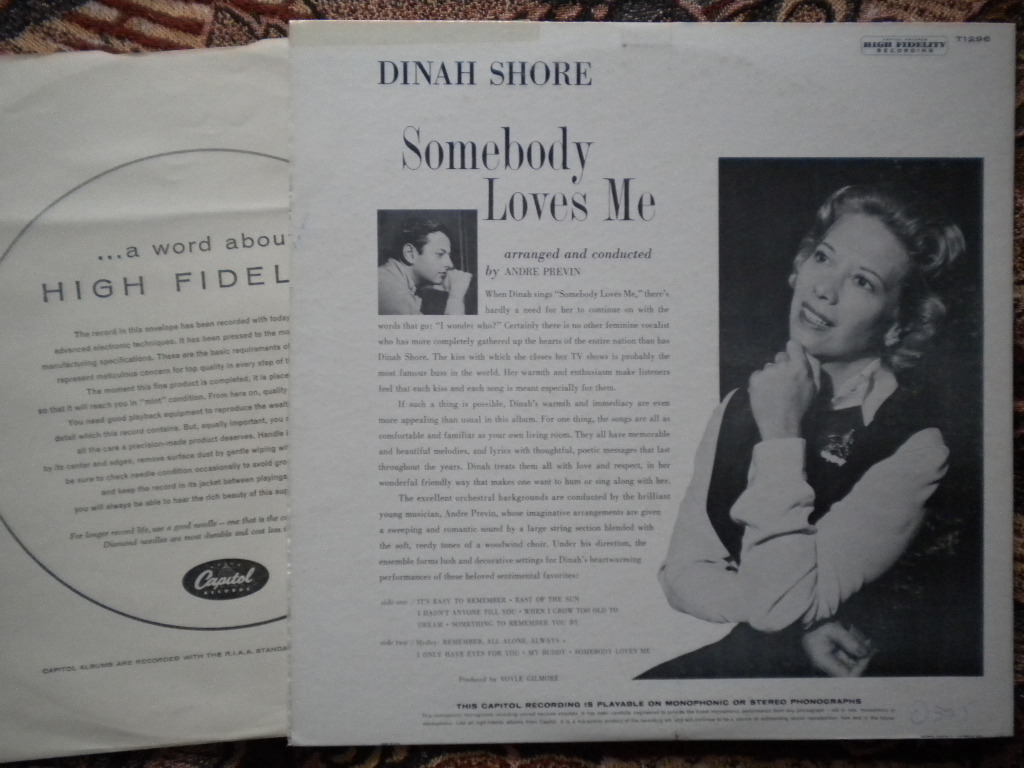 ...a word abou
HIGH FIDEL
The record in this envelope has been recorded with today
advanced electronic techniques. It has been pressed to the mo
manufacturing specifications. These are the basic requirements o
represent meticulous concern for top quality in every step of t
The moment this fine product is completed, it is place
so that it will reach you in "mint" condition. From here on, quality
You need good playback equipment to reproduce the wealt
detail which this record contains. But, equally important, you
all the care a precision-made product deserves. Handle i
by its center and edges, remove surface dust by gentle wiping wi
be sure to check needle condition occasionally to avoid gro
and keep the record in its jacket between playings
you will always be able to hear the rich beauty of this sup
For longer record life, use a good needle – one that is the co
Diamond needles are most durable and cost less
Capitol
RECORDS
CAPITOL ALBUMS ARE RECORDED WITH THE R.I.A.A. STANDA
CAPITOL RECORDS
HIGH FIDELITY
RECORDING
T1296
DINAH SHORE
Somebody
Loves Me
arranged and conducted
by ANDRE PREVIN
When Dinah sings "Somebody Loves Me," there's
hardly a need for her to continue on with the
words that go: "I wonder who?" Certainly there is no other feminine vocalist
who has more completely gathered up the hearts of the entire nation than has
Dinah Shore. The kiss with which she closes her TV shows is probably the
most famous buss in the world. Her warmth and enthusiasm make listeners
feel that each kiss and each song is meant especially for them.
If such a thing is possible, Dinah's warmth and immediacy are even
more appealing than usual in this album. For one thing, the songs are all as
comfortable and familiar as your own living room. They all have memorable
and beautiful melodies, and lyrics with thoughtful, poetic messages that last
throughout the years. Dinah treats them all with love and respect, in her
wonderful friendly way that makes one want to hum or sing along with her.
The excellent orchestral backgrounds are conducted by the brilliant
young musician, Andre Previn, whose imaginative arrangements are given
a sweeping and romantic sound by a large string section blended with
the soft, reedy tones of a woodwind choir. Under his direction, the
ensemble forms lush and decorative settings for Dinah's heartwarming
performances of these beloved sentimental favorites:
side one / IT'S EASY TO REMEMBER • EAST OF THE SUN
I HADN'T ANYONE TILL YOU • WHEN I GROW TOO OLD TO
DREAM • SOMETHING TO REMEMBER YOU BY
side two / Medley: REMEMBER, ALL ALONE, ALWAYS •
I ONLY HAVE EYES FOR YOU • MY BUDDY • SOMEBODY LOVES ME
Produced by VOYLE GILMORE
THIS CAPITOL RECORDING IS PLAYABLE ON MONOPHONIC OR STEREO PHONOGRAPHS